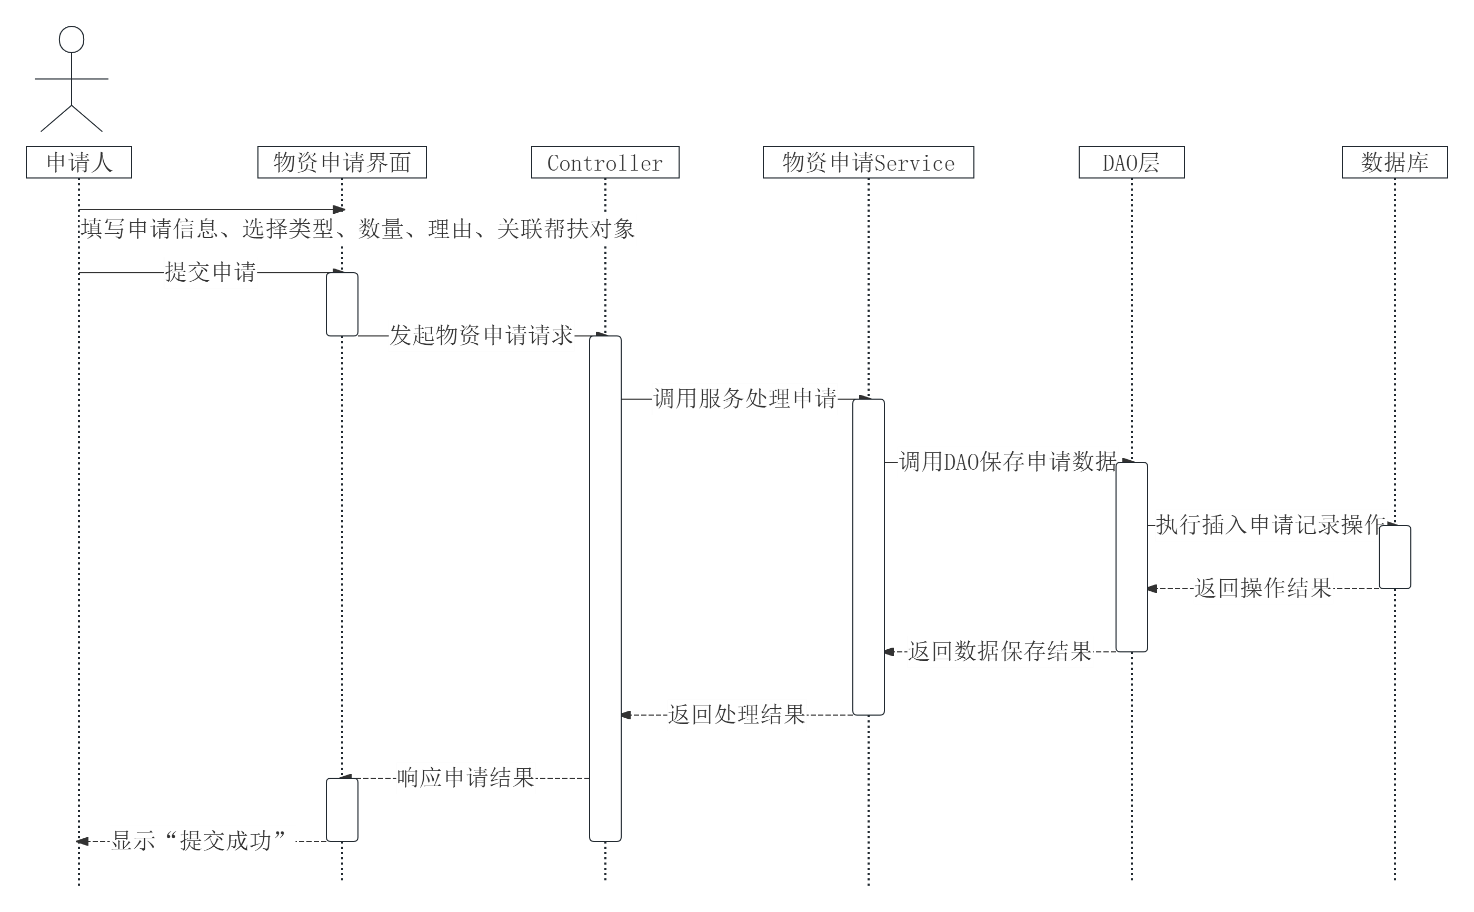 申请人
物资申请界面
Controller
物资申请Service
DAO层
数据库
填写申请信息、选择类型、数量、理由、关联帮扶对象
提交申请
发起物资申请请求
调用服务处理申请
调用DAO保存申请数据
执行插入申请记录操作
返回操作结果
返回数据保存结果
返回处理结果
响应申请结果
显示“提交成功”